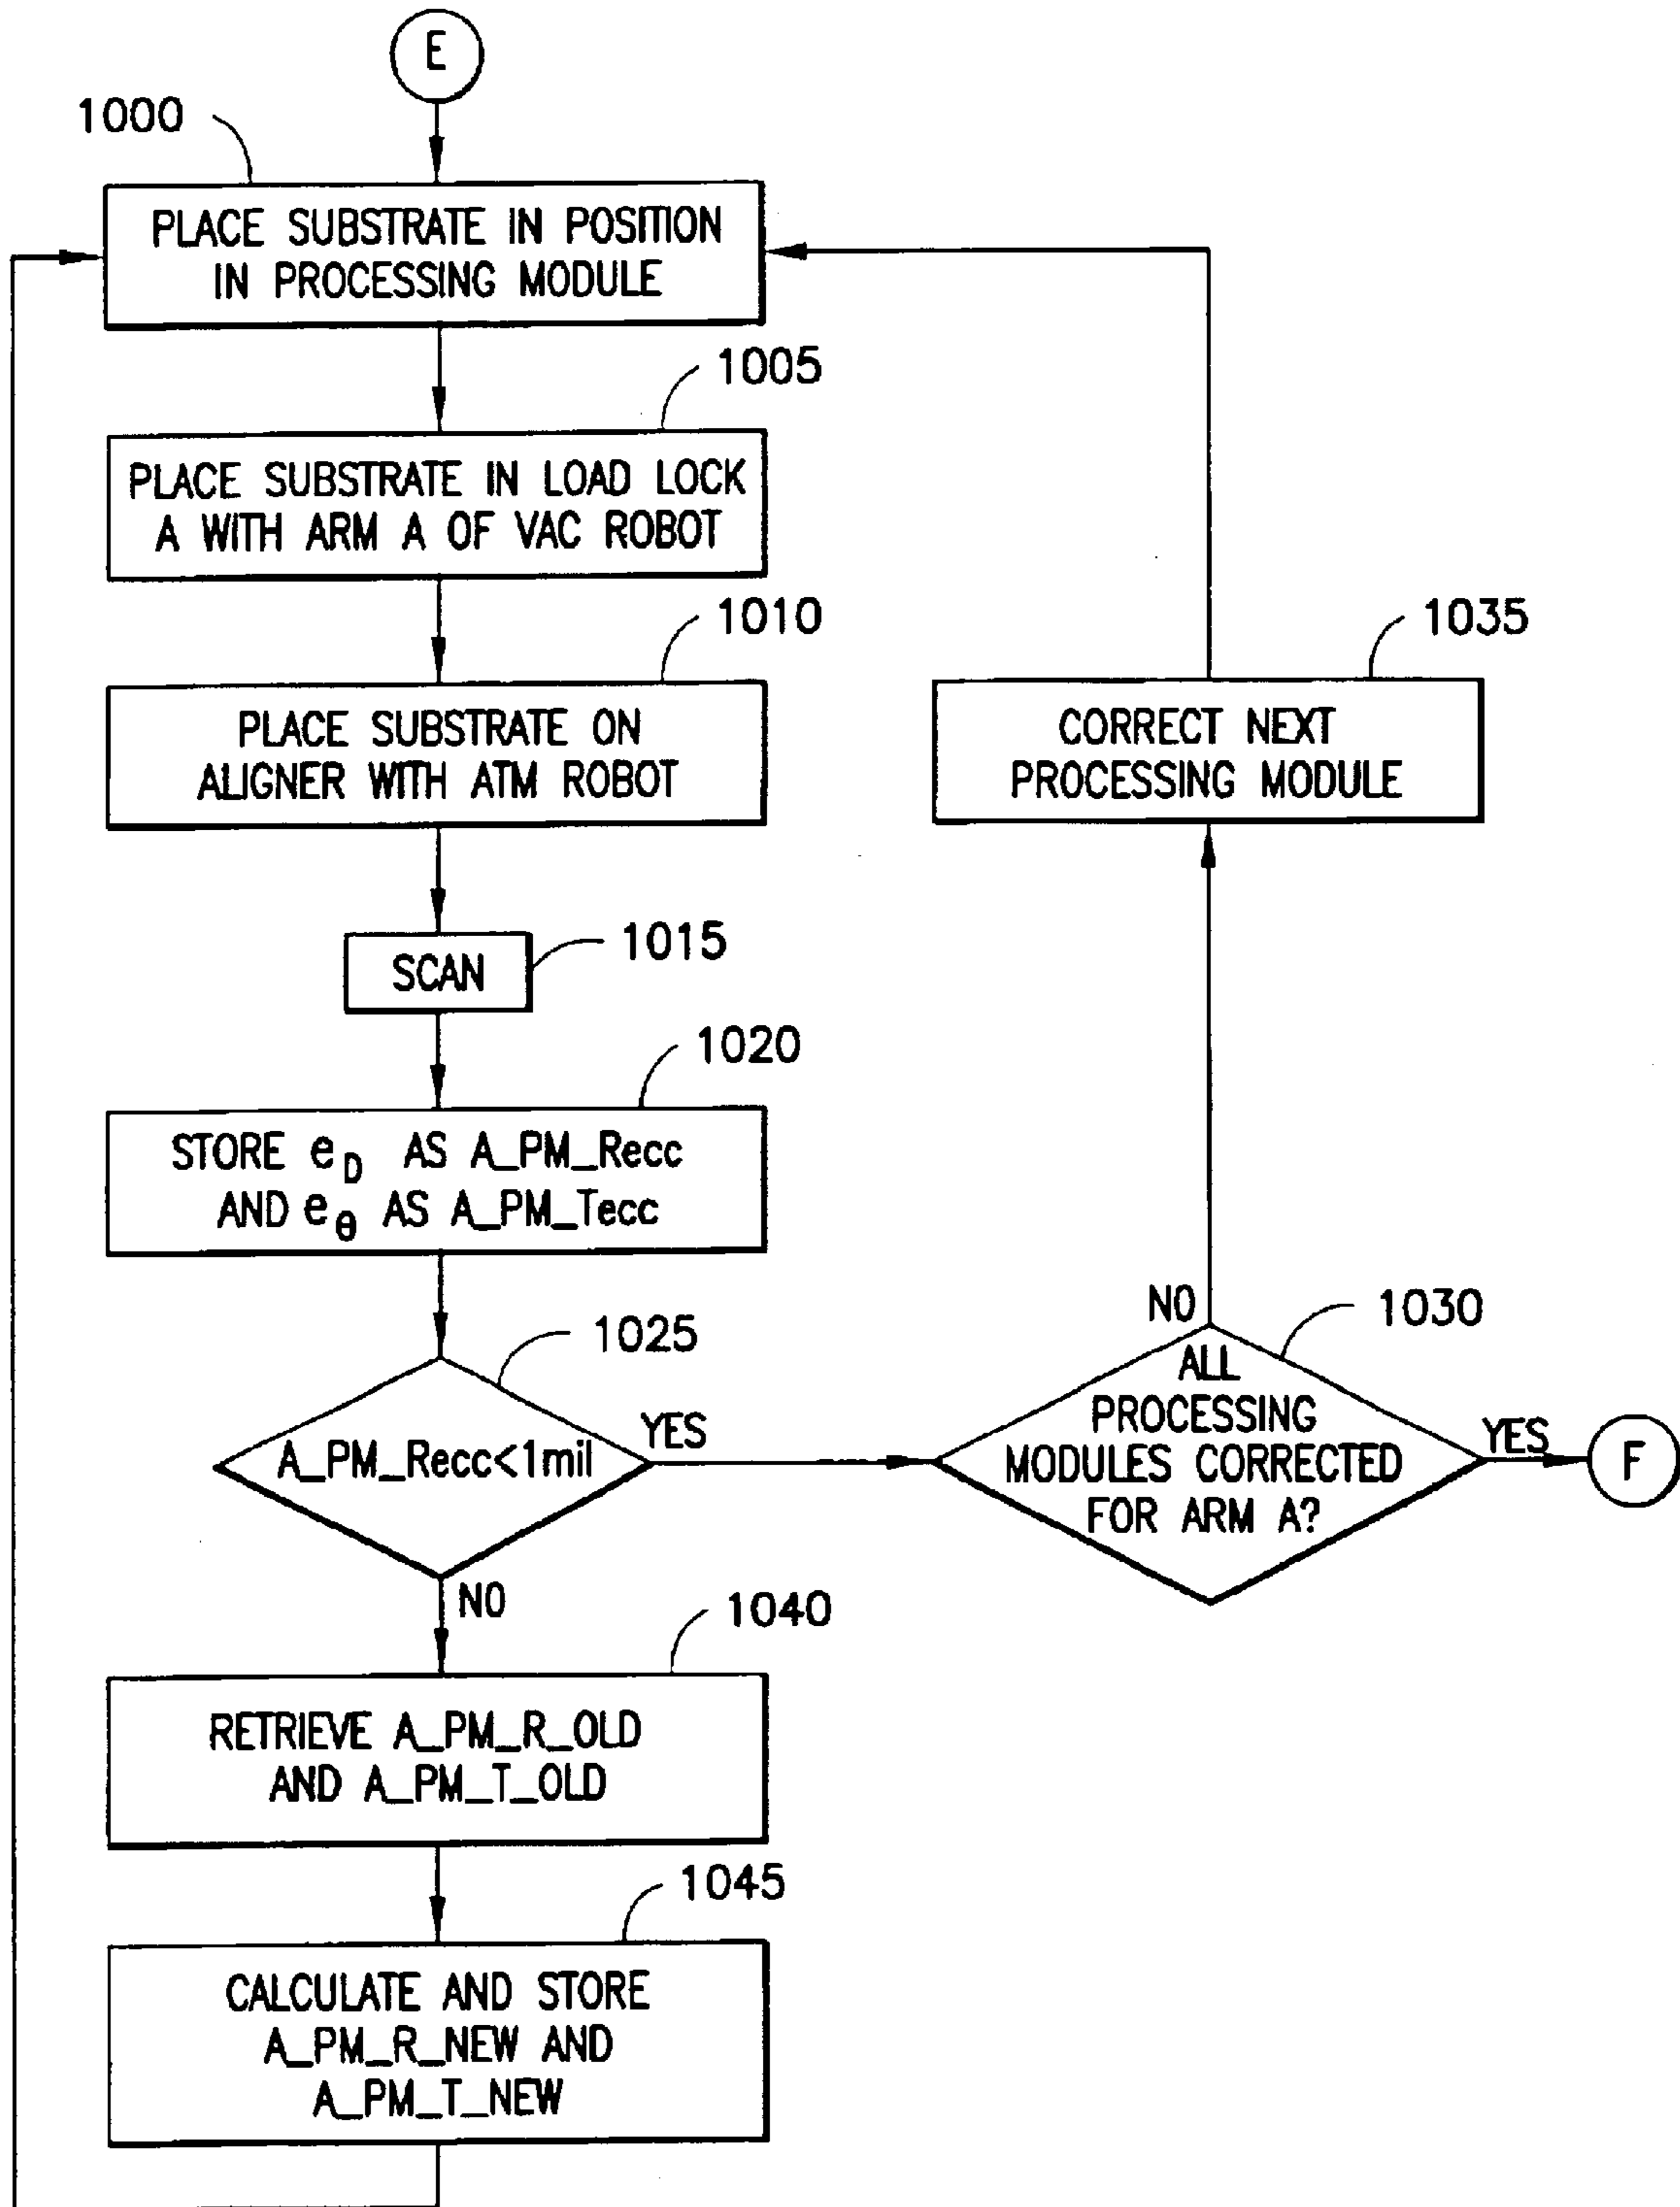 E
1000
PLACE SUBSTRATE IN POSITION
IN PROCESSING MODULE
1005
PLACE SUBSTRATE IN LOAD LOCK
A WITH ARM A OF VAC ROBOT
1010
PLACE SUBSTRATE ON
ALIGNER WITH ATM ROBOT
1035
CORRECT NEXT
PROCESSING MODULE
1015
SCAN
1020
STORE e_D AS A_PM_Recc
AND e_θ AS A_PM_Tecc
1025
A_PM_Recc<1mil
YES
NO
1030
NO
ALL
PROCESSING
MODULES CORRECTED
FOR ARM A?
YES
F
1040
RETRIEVE A_PM_R_OLD
AND A_PM_T_OLD
1045
CALCULATE AND STORE
A_PM_R_NEW AND
A_PM_T_NEW